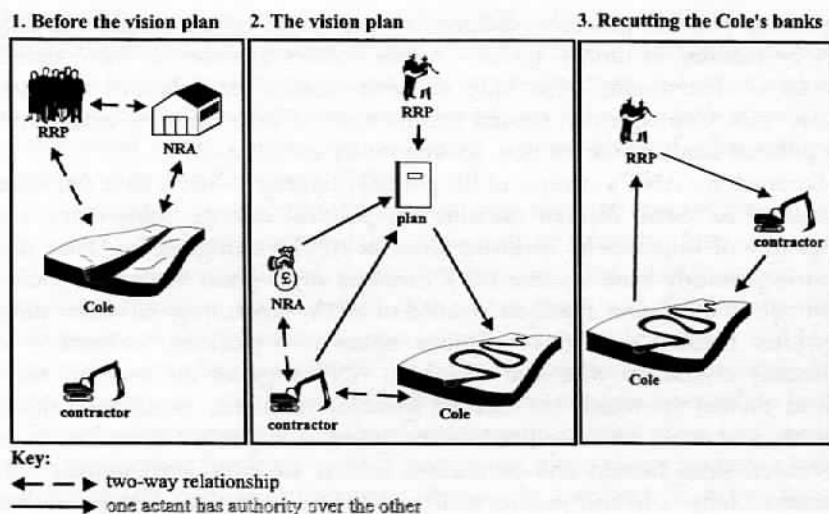 1. Before the vision plan
2. The vision plan
3. Recutting the Cole's banks
RRP
NRA
Cole
contractor
RRP
plan
£
NRA
contractor
Cole
RRP
contractor
Cole
Key:
two-way relationship
one actant has authority over the other